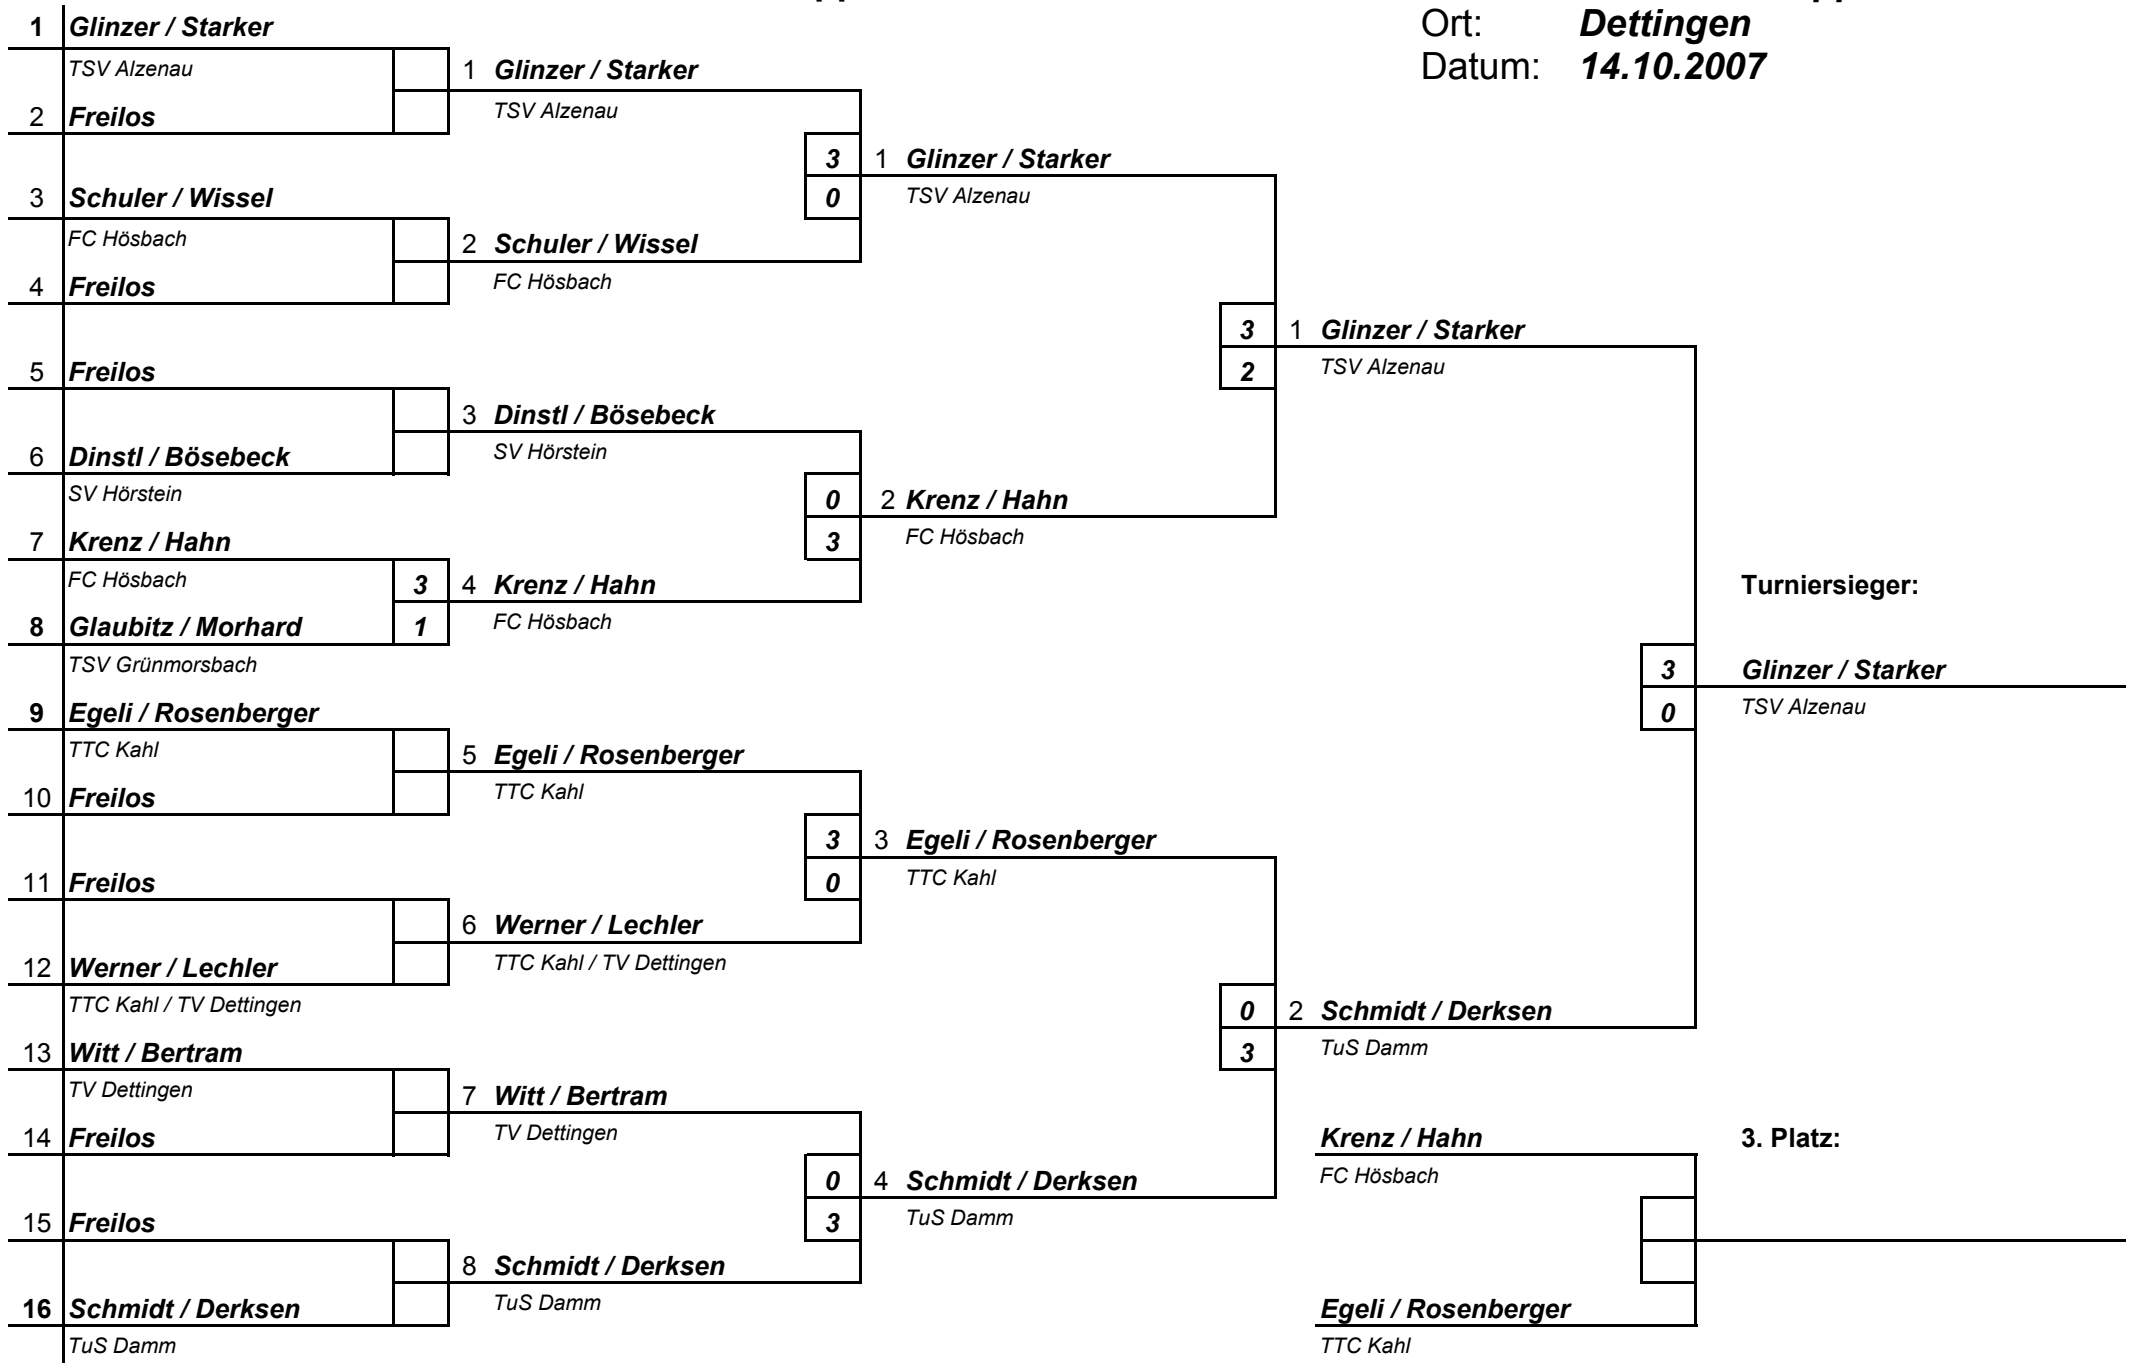 Ort: Dettingen
Datum: 14.10.2007
1 Glinzer / Starker
TSV Alzenau
2 Freilos
3 Schuler / Wissel
FC Hösbach
4 Freilos
5 Freilos
6 Dinstl / Bösebeck
SV Hörstein
7 Krenz / Hahn
FC Hösbach
3
8 Glaubitz / Morhard 1
TSV Grünmorsbach
9 Egeli / Rosenberger
TTC Kahl
10 Freilos
11 Freilos
12 Werner / Lechler
TTC Kahl / TV Dettingen
13 Witt / Bertram
TV Dettingen
14 Freilos
15 Freilos
16 Schmidt / Derksen
TuS Damm
1 Glinzer / Starker
TSV Alzenau
3
0
2 Schuler / Wissel
FC Hösbach
3 Dinstl / Bösebeck
SV Hörstein
0
3
4 Krenz / Hahn
FC Hösbach
5 Egeli / Rosenberger
TTC Kahl
3
0
6 Werner / Lechler
TTC Kahl / TV Dettingen
7 Witt / Bertram
TV Dettingen
0
3
8 Schmidt / Derksen
TuS Damm
1 Glinzer / Starker
TSV Alzenau
3
2
2 Krenz / Hahn
FC Hösbach
3 Egeli / Rosenberger
TTC Kahl
0
3
4 Schmidt / Derksen
TuS Damm
1 Glinzer / Starker
TSV Alzenau
3
0
2 Schmidt / Derksen
TuS Damm
Turniersieger:
Glinzer / Starker
TSV Alzenau
Krenz / Hahn
FC Hösbach
3. Platz:
Egeli / Rosenberger
TTC Kahl